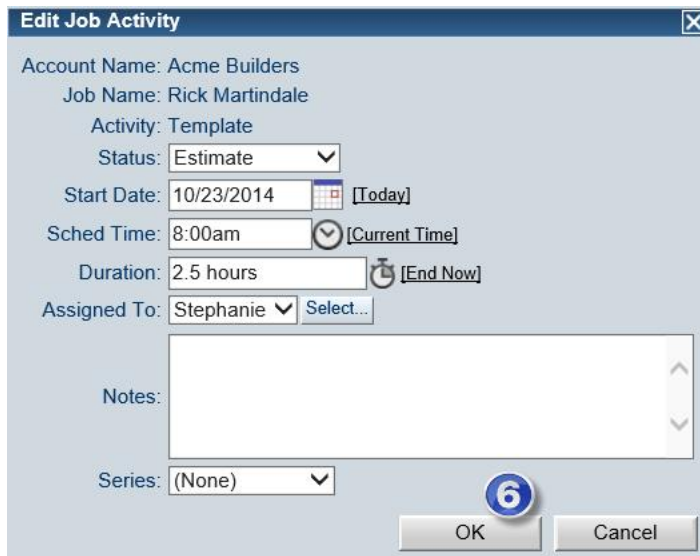 Edit Job Activity
Account Name: Acme Builders
Job Name: Rick Martindale
Activity: Template
Status: Estimate
Start Date: 10/23/2014 [Today]
Sched Time: 8:00am [Current Time]
Duration: 2.5 hours [End Now]
Assigned To: Stephanie Select...
Notes:
Series: (None)
6
OK Cancel